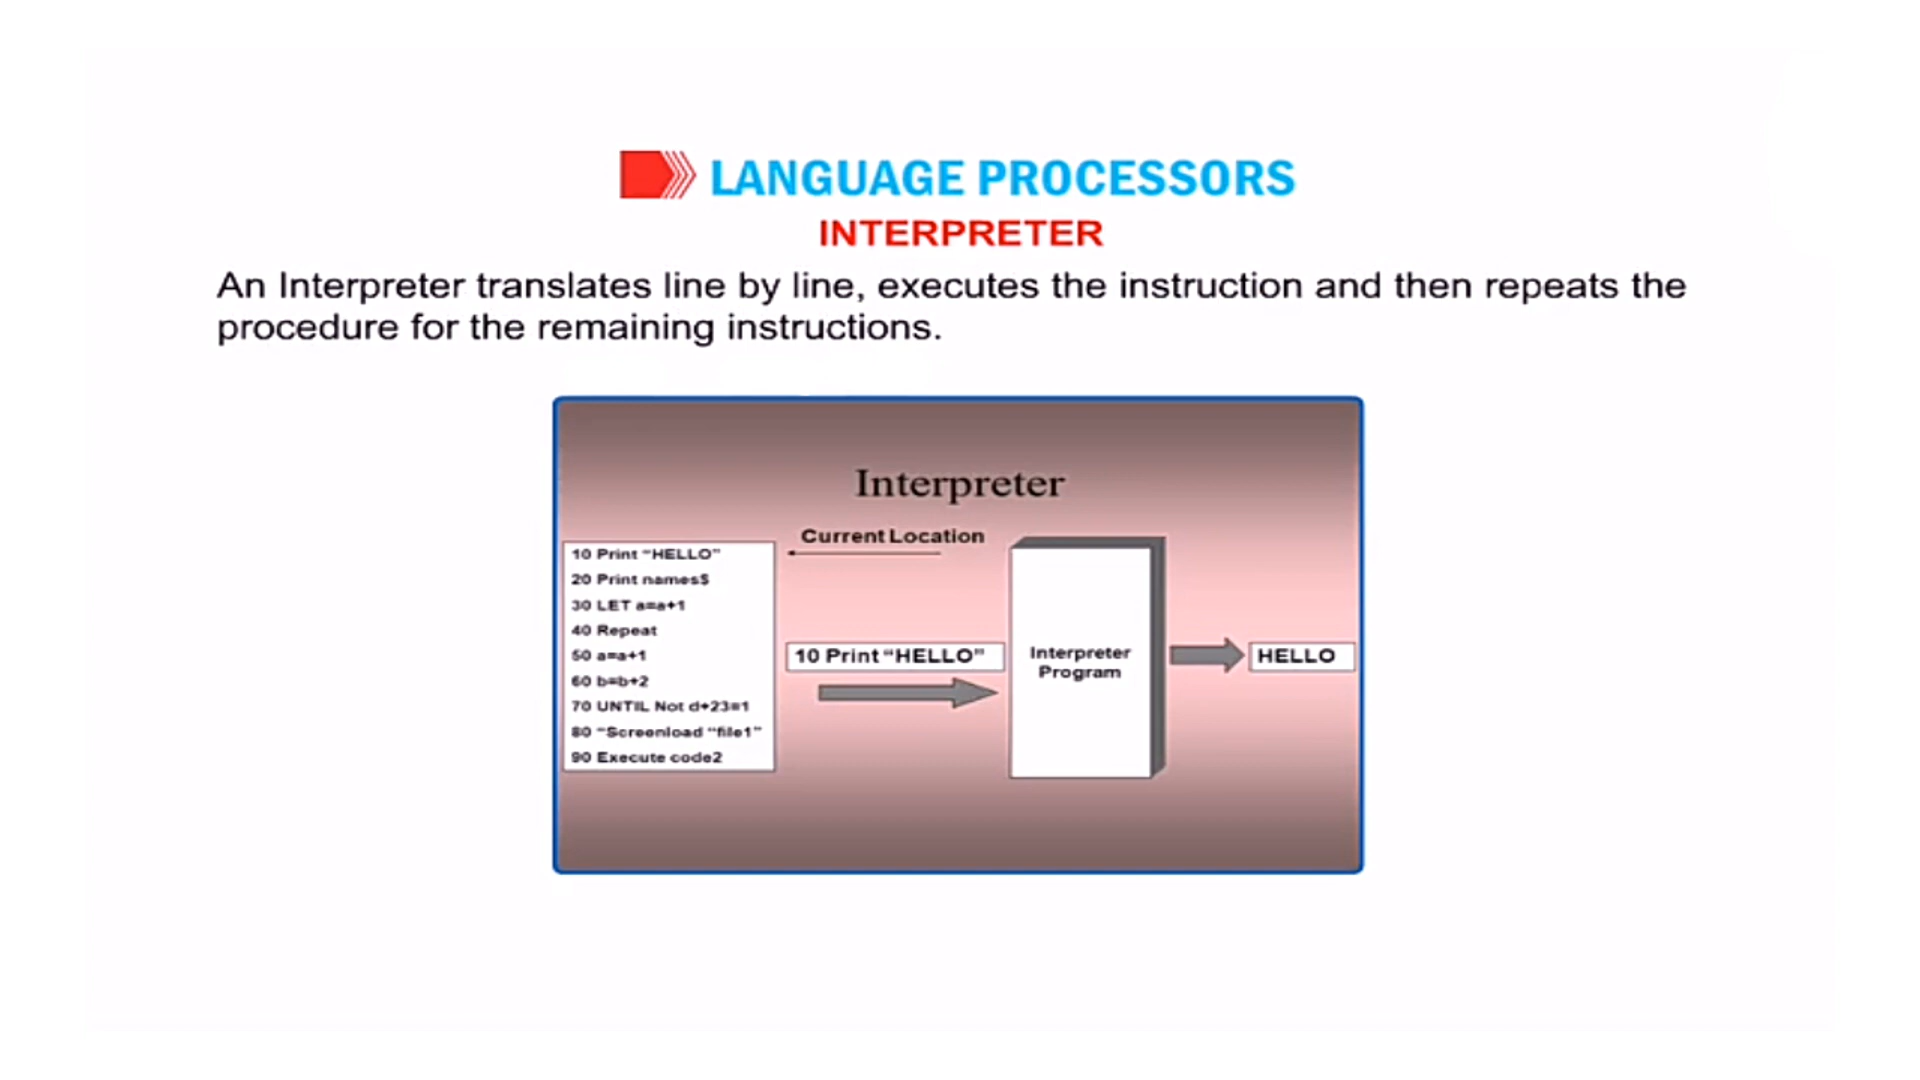 LANGUAGE PROCESSORS
INTERPRETER
An Interpreter translates line by line, executes the instruction and then repeats the
procedure for the remaining instructions.
Interpreter
Current Location
10 Print “HELLO”
20 Print names$
30 LET a=a+1
40 Repeat
50 a=a+1
60 b=b+2
70 UNTIL Not d+23=1
80 “Screenload “file1”
90 Execute code2
10 Print “HELLO”
Interpreter
Program
HELLO